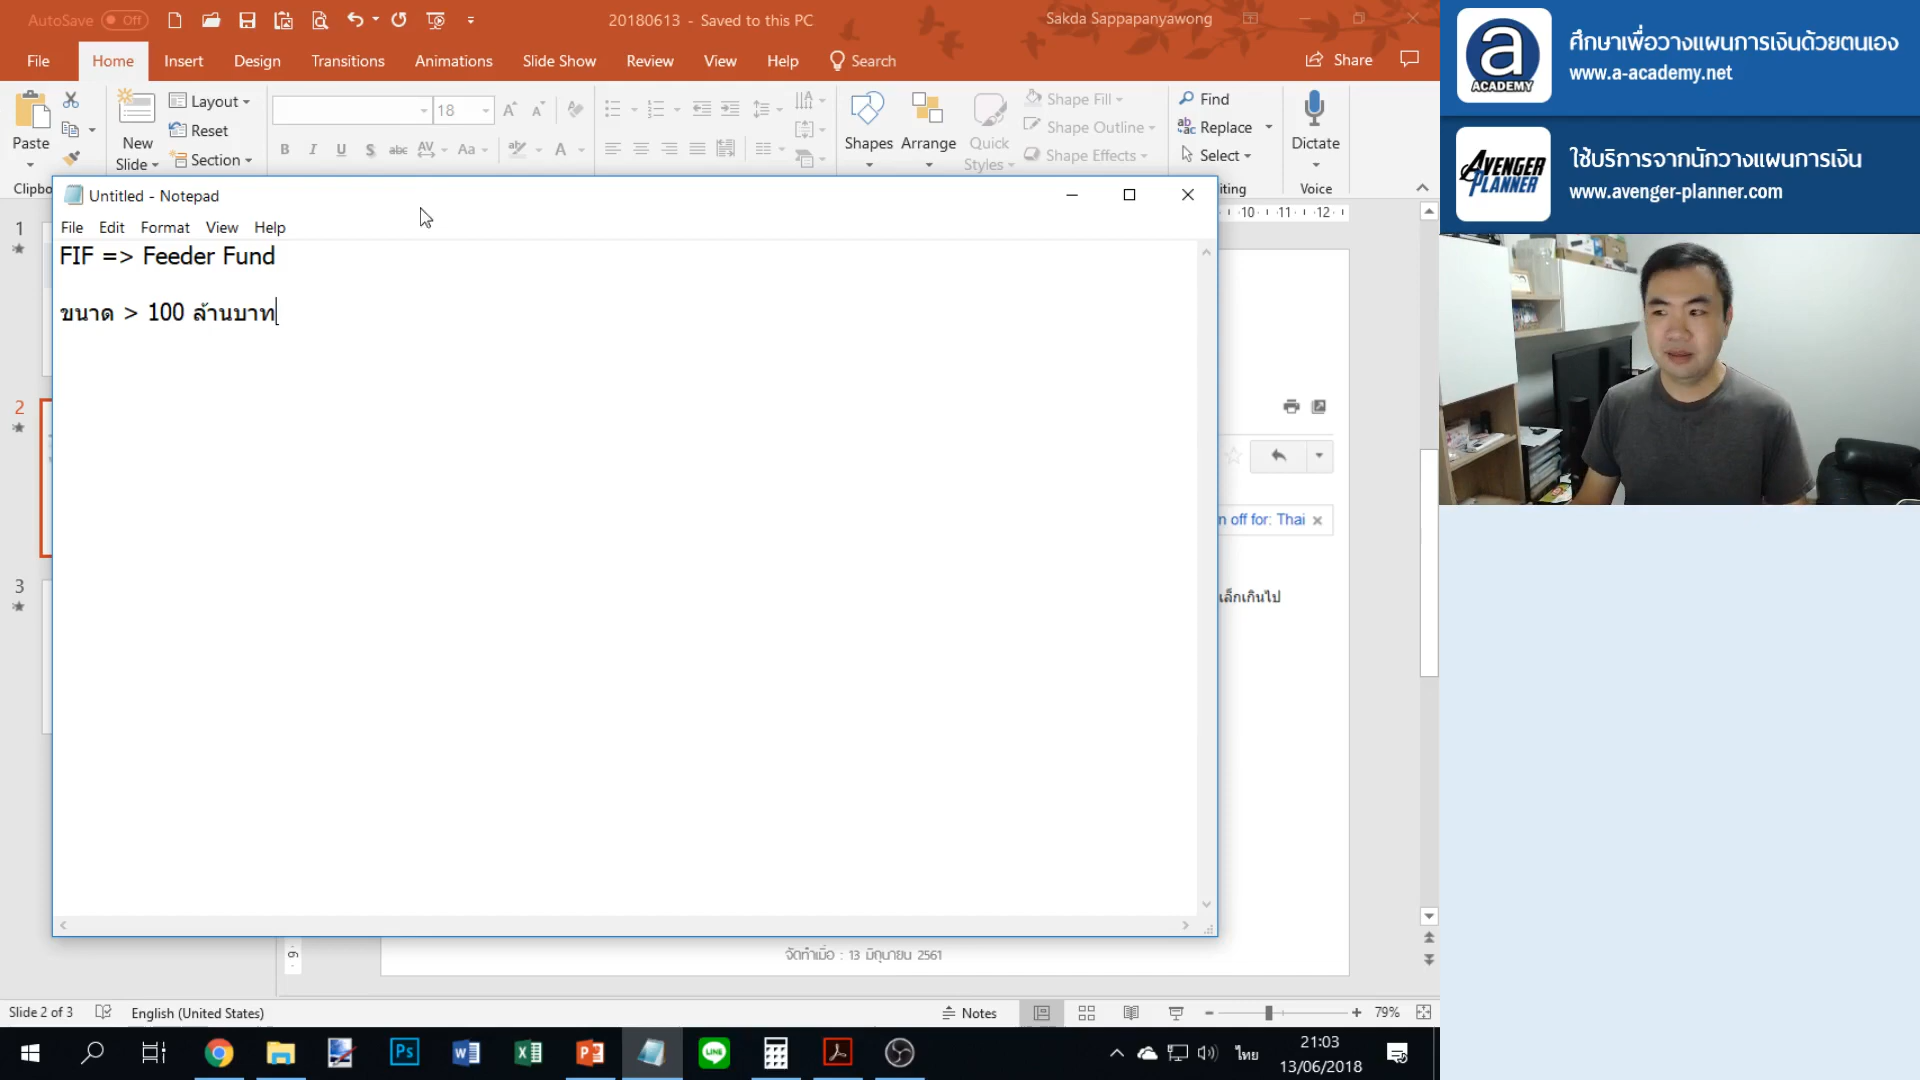 AutoSave Off
20180613 - Saved to this PC
Sakda Sappapanyawong
File Home Insert Design Transitions Animations Slide Show Review View Help Search
Share
Paste
New
Slide
Layout
Reset
Section
18
Shapes
Arrange
Quick
Styles
Shape Fill
Shape Outline
Shape Effects
Find
Replace
Select
Dictate
Clipbo
iting
Voice
Untitled - Notepad
File Edit Format View Help
FIF => Feeder Fund
ขนาด > 100 ล้านบาท
10 11 12
1
2
3
n off for: Thai
เล็กเกินไป
จัดทำเมื่อ : 13 มิถุนายน 2561
Slide 2 of 3
English (United States)
Notes
79%
ไทย
21:03
13/06/2018
a
ACADEMY
ศึกษาเพื่อวางแผนการเงินด้วยตนเอง
www.a-academy.net
AVENGER
PLANNER
ใช้บริการจากนักวางแผนการเงิน
www.avenger-planner.com